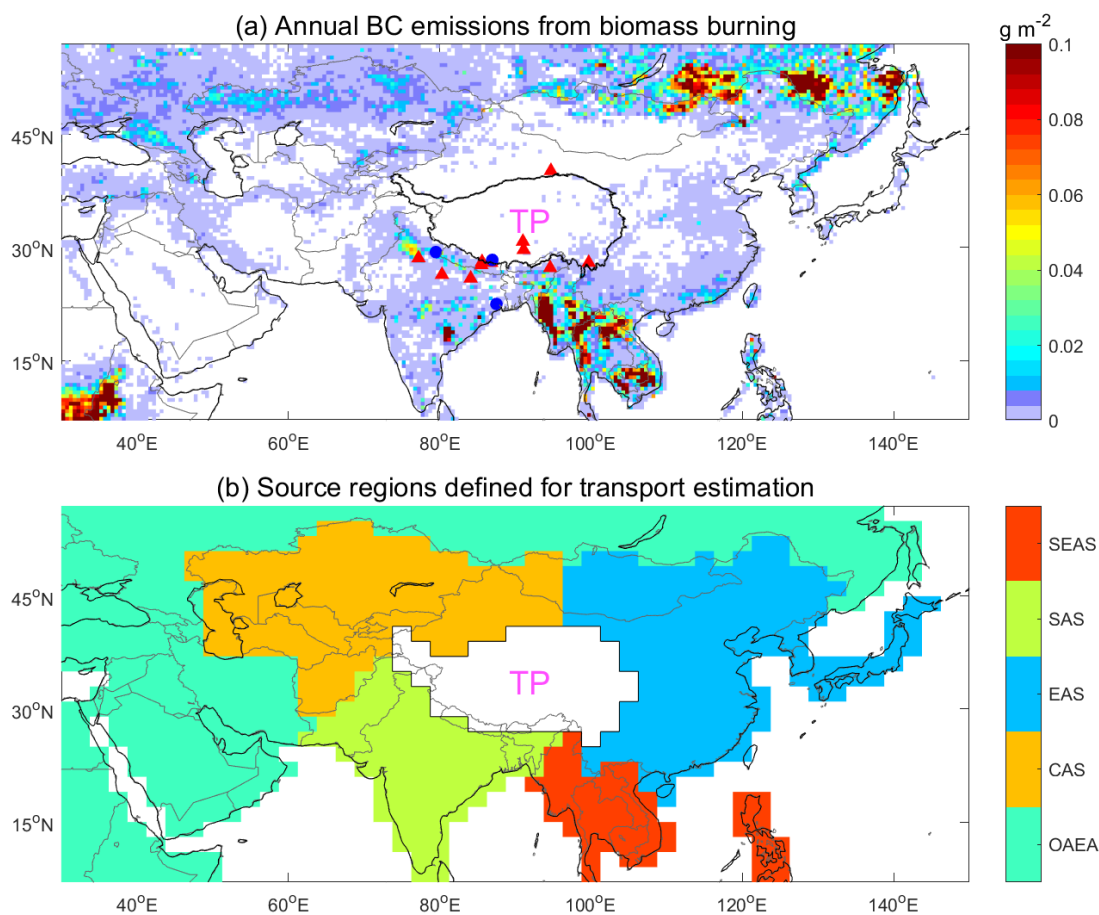 (a) Annual BC emissions from biomass burning
g m⁻²
0.1
0.08
0.06
0.04
0.02
0
45°N
30°N
15°N
TP
40°E 60°E 80°E 100°E 120°E 140°E
(b) Source regions defined for transport estimation
SEAS
SAS
EAS
CAS
OAEA
45°N
30°N
15°N
TP
40°E 60°E 80°E 100°E 120°E 140°E